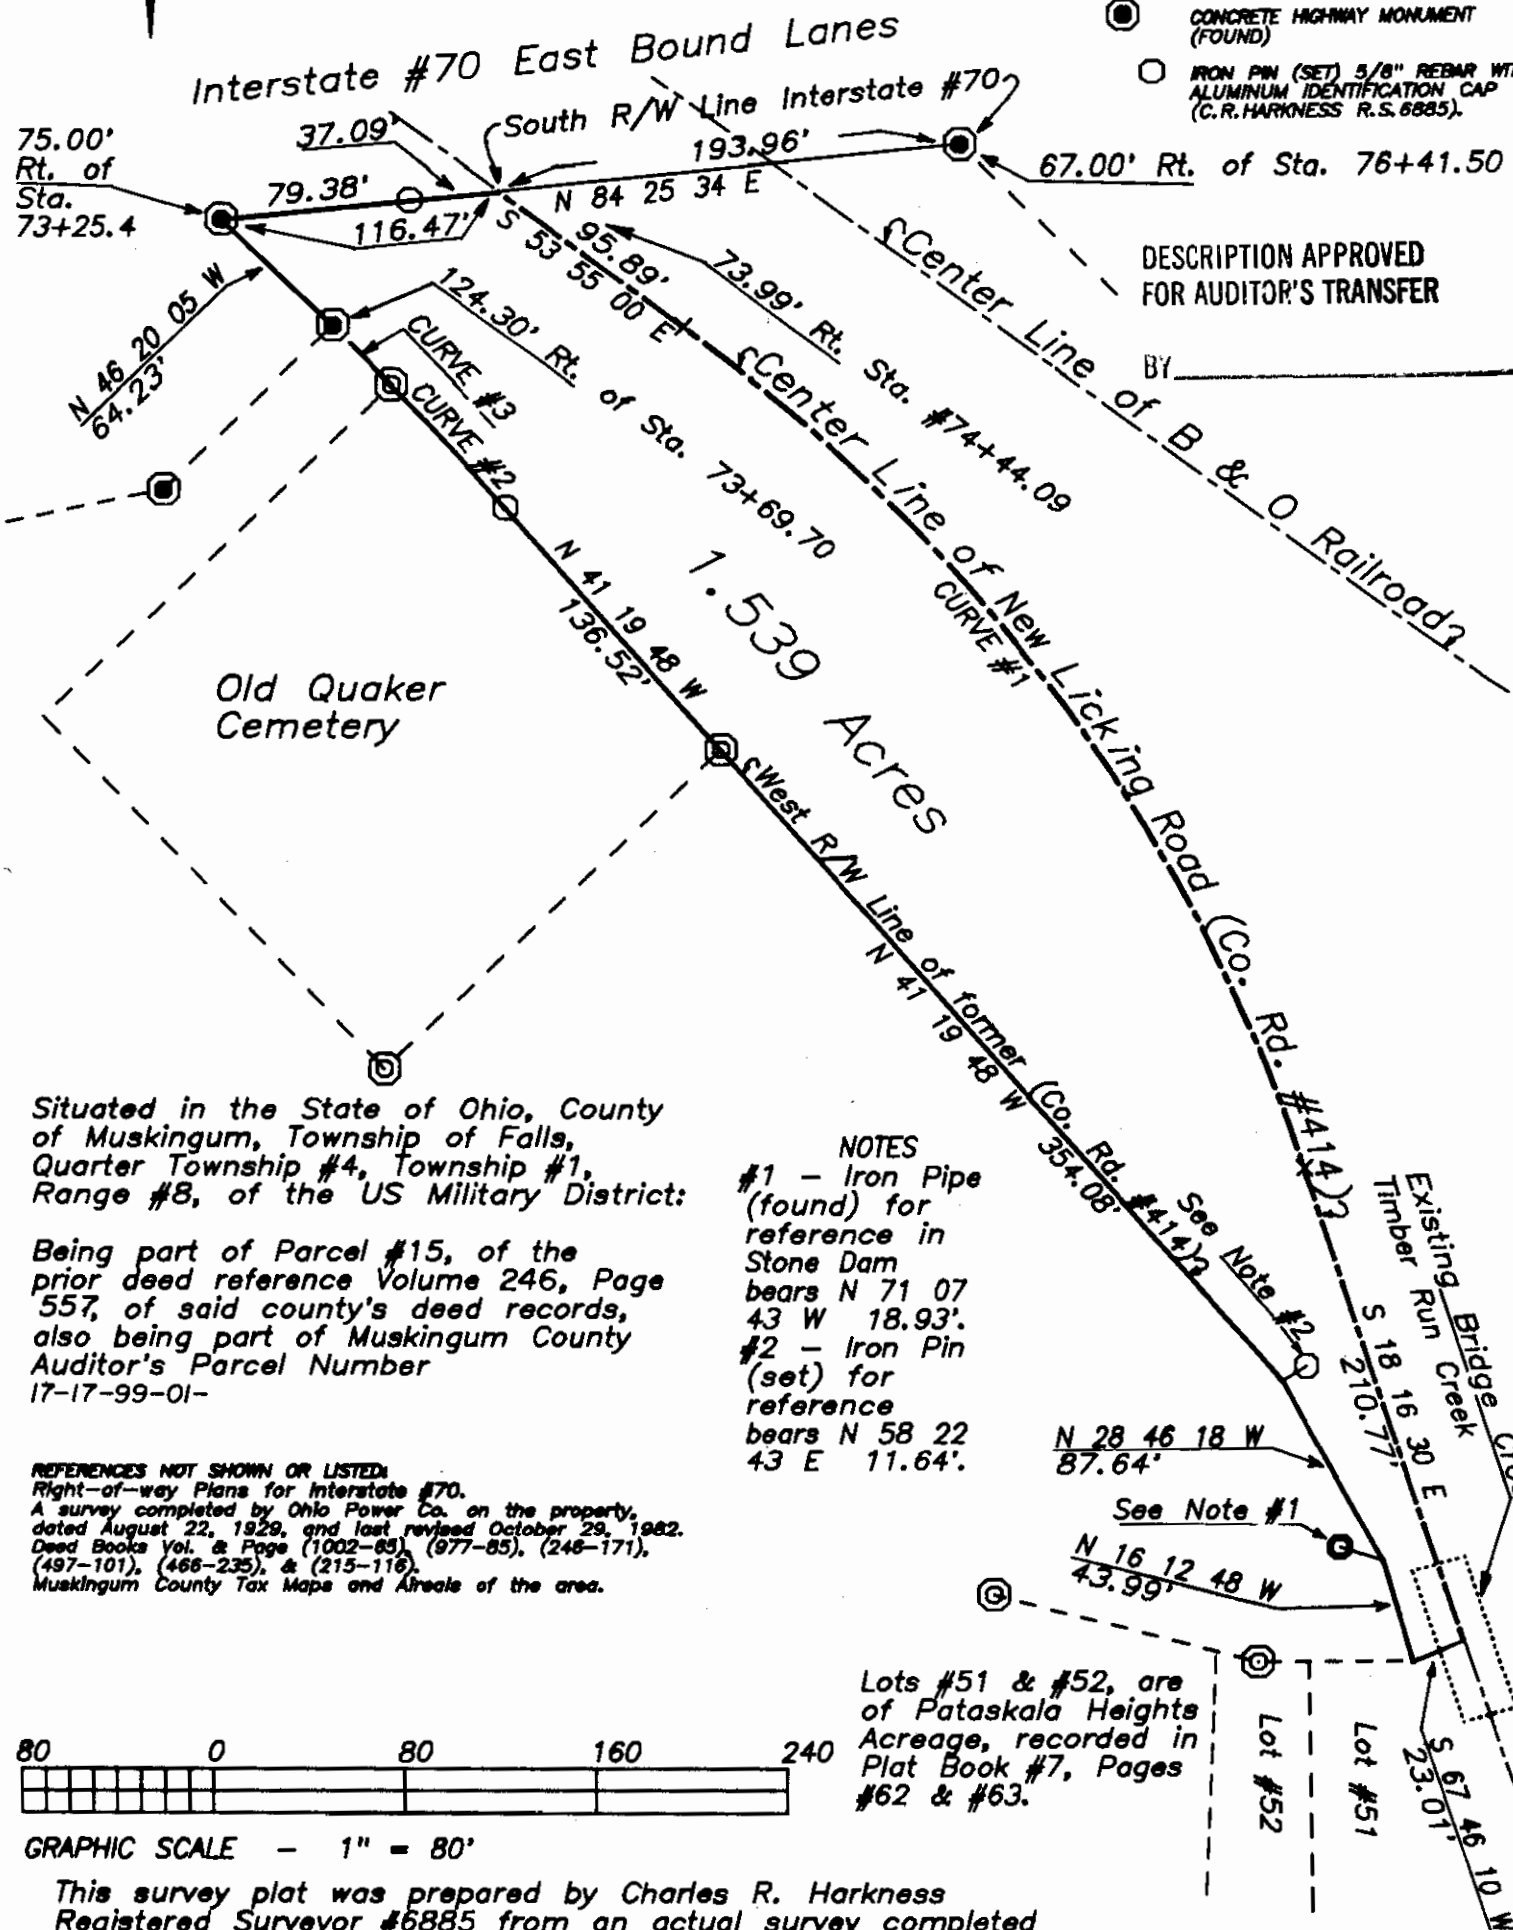 CONCRETE HIGHWAY MONUMENT
(FOUND)
IRON PIN (SET) 5/8" REBAR
ALUMINUM IDENTIFICATION CAP
(C.R. HARKNESS R.S. 6885).
Interstate #70 East Bound Lanes
South R/W Line Interstate #70
75.00'
Rt. of
Sta.
73+25.4
37.09'
193.96'
67.00' Rt. of Sta. 76+41.50
79.38'
N 84 25 34 E
116.47'
S 53 55 00 E
95.89'
73.99' Rt. Sta. #74+44.09
Center Line of B & O Railroad
DESCRIPTION APPROVED
FOR AUDITOR'S TRANSFER
BY
N 46 20 05 W
64.23'
124.30' Rt. of Sta. 73+69.70
CURVE #3
CURVE #2
Center Line of New Licking Road (Co. Rd. #414)
CURVE #1
N 41 19 48 W
136.52'
1.539 Acres
Old Quaker
Cemetery
West R/W Line of former (Co. Rd. #414)
N 41 19 48 W
354.08'
See Note #2
Existing Bridge
Timber Run Creek
S 18 16 30 E
210.77'
Situated in the State of Ohio, County
of Muskingum, Township of Falls,
Quarter Township #4, Township #1,
Range #8, of the US Military District:
Being part of Parcel #15, of the
prior deed reference Volume 246, Page
557, of said county's deed records,
also being part of Muskingum County
Auditor's Parcel Number
17-17-99-01-
NOTES
#1 - Iron Pipe
(found) for
reference in
Stone Dam
bears N 71 07
43 W 18.93'.
#2 - Iron Pin
(set) for
reference
bears N 58 22
43 E 11.64'.
N 28 46 18 W
87.64'
See Note #1
N 16 12 48 W
43.99'
REFERENCES NOT SHOWN OR LISTED:
Right-of-way Plans for Interstate #70.
A survey completed by Ohio Power Co. on the property,
dated August 22, 1929, and last revised October 29, 1982.
Deed Books Vol. & Page (1002-65), (977-85), (246-171),
(497-101), (466-235), & (215-116).
Muskingum County Tax Maps and Aireals of the area.
Lots #51 & #52, are
of Pataskala Heights
Acreage, recorded in
Plat Book #7, Pages
#62 & #63.
Lot #52
Lot #51
S 67 46 10 W
23.01'
80 0 80 160 240
GRAPHIC SCALE - 1" = 80'
This survey plat was prepared by Charles R. Harkness
Registered Surveyor #6885 from an actual survey completed